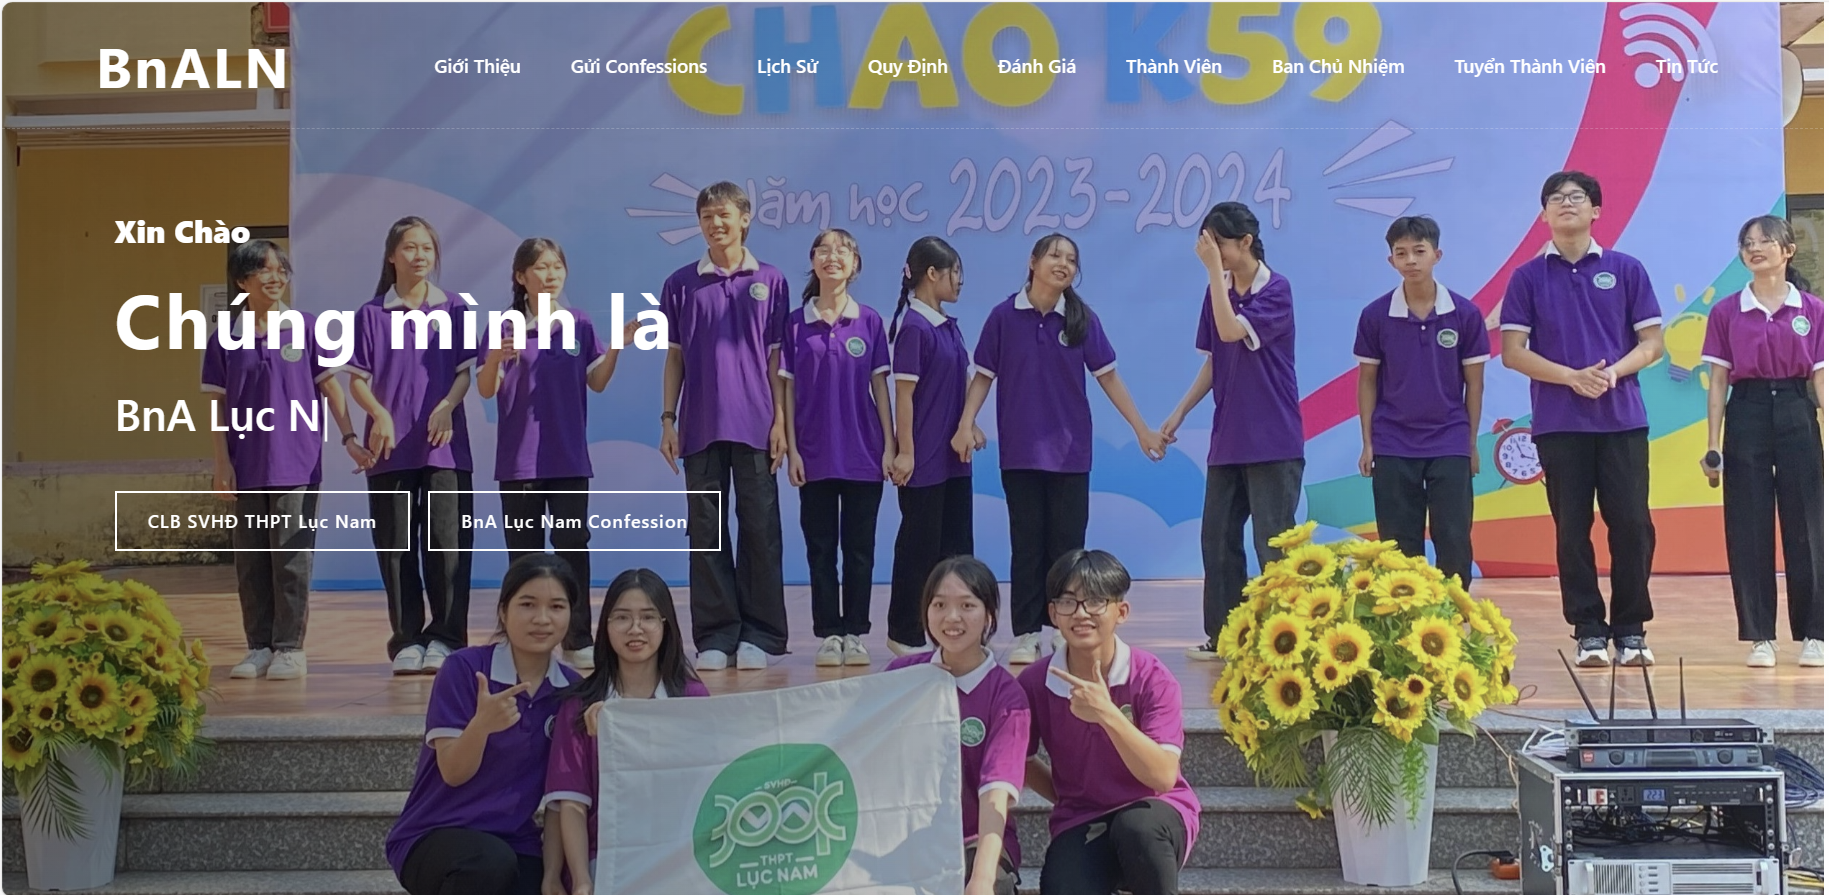 CHÀO K59
BnALN
Giới Thiệu
Gửi Confessions
Lịch Sử
Quy Định
Đánh Giá
Thành Viên
Ban Chủ Nhiệm
Tuyển Thành Viên
Tin Tức
Năm học 2023-2024
Xin Chào
Chúng mình là
BnA Lục N
CLB SVHĐ THPT Lục Nam
BnA Lục Nam Confession
SVHĐ
book
THPT
LỤC NAM